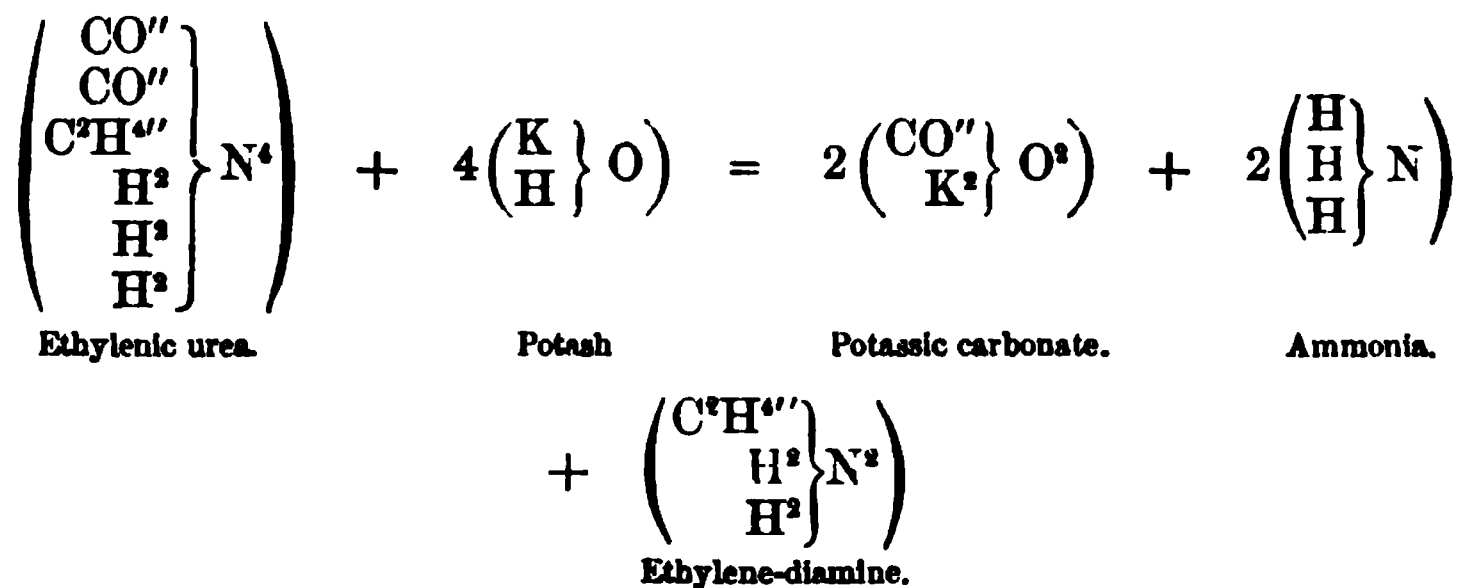 CO″
CO″
C²H⁴″
H²
H²
H²
N⁴
+ 4 ( K H } O ) = 2 ( CO″ K² } O² ) + 2 ( H H H } N )
Ethylenic urea. Potash Potassic carbonate. Ammonia.
+ ( C²H⁴″ H² H² } N² )
Ethylene-diamine.